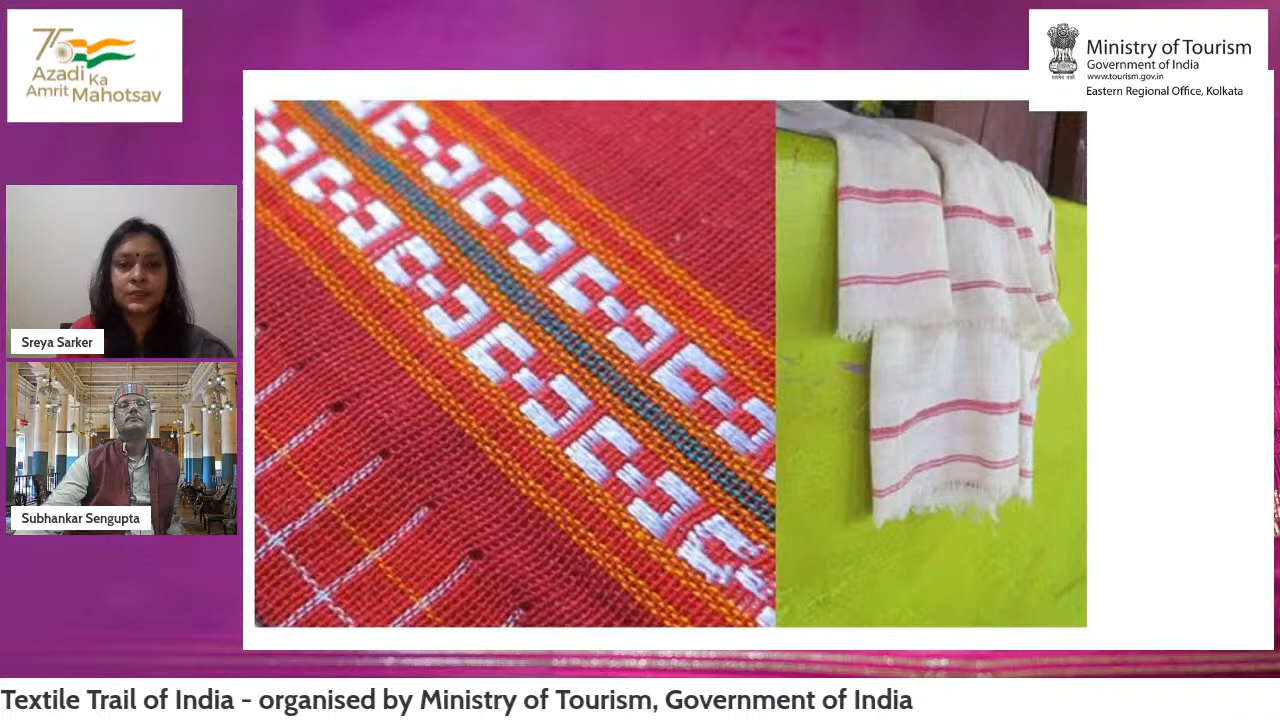 75
Azadi Ka
Amrit Mahotsav
Ministry of Tourism
Government of India
www.tourism.gov.in
Eastern Regional Office, Kolkata
Sreya Sarker
Subhankar Sengupta
Textile Trail of India - organised by Ministry of Tourism, Government of India